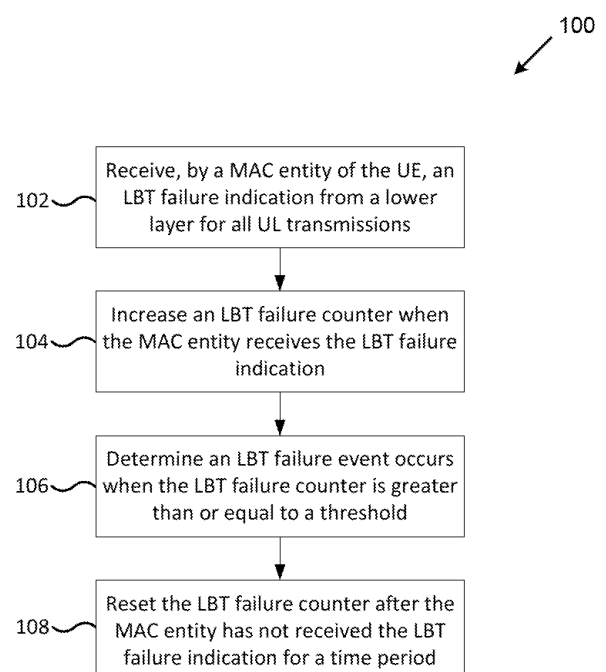 100
Receive, by a MAC entity of the UE, an
LBT failure indication from a lower
layer for all UL transmissions
102
Increase an LBT failure counter when
the MAC entity receives the LBT failure
indication
104
Determine an LBT failure event occurs
when the LBT failure counter is greater
than or equal to a threshold
106
Reset the LBT failure counter after the
MAC entity has not received the LBT
failure indication for a time period
108